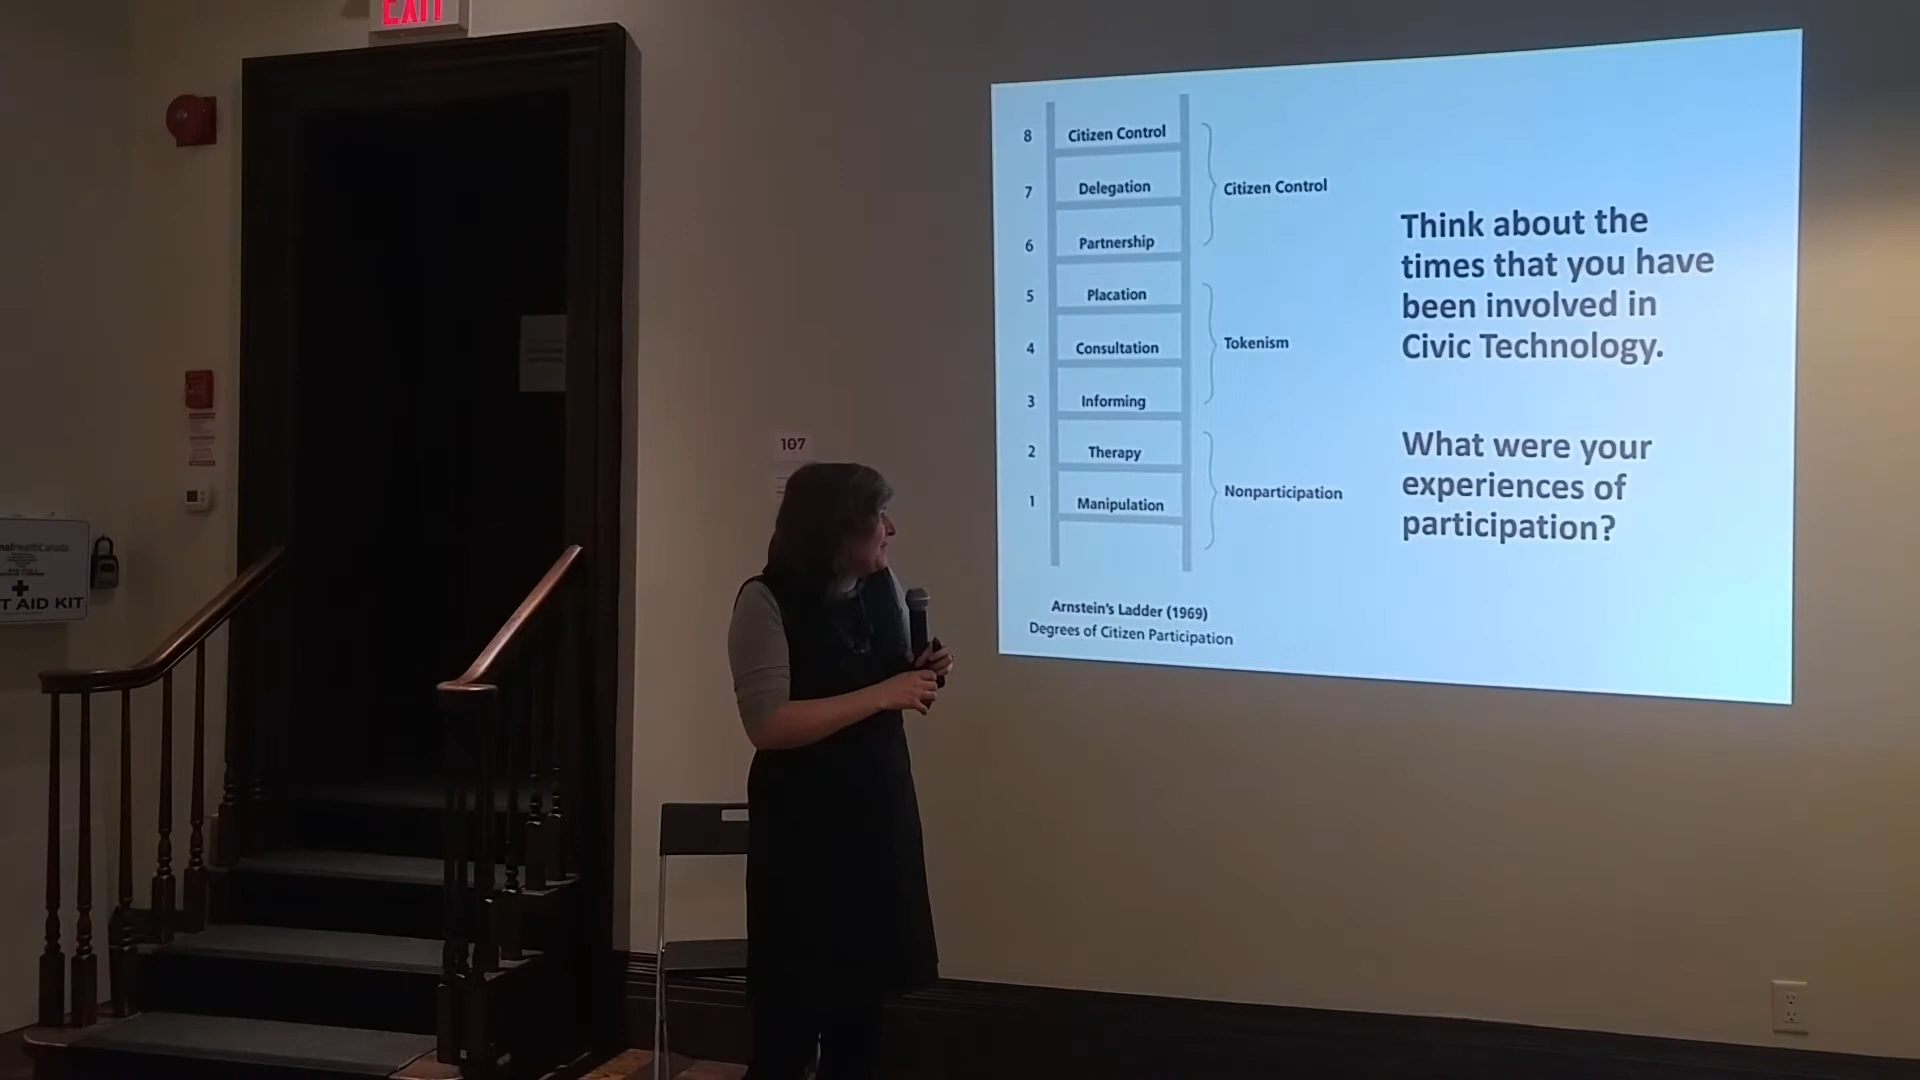 EXIT
107
nalHealthCanada
T AID KIT
8 Citizen Control
7 Delegation
6 Partnership
5 Placation
4 Consultation
3 Informing
2 Therapy
1 Manipulation
Citizen Control
Tokenism
Nonparticipation
Arnstein's Ladder (1969)
Degrees of Citizen Participation
Think about the
times that you have
been involved in
Civic Technology.
What were your
experiences of
participation?